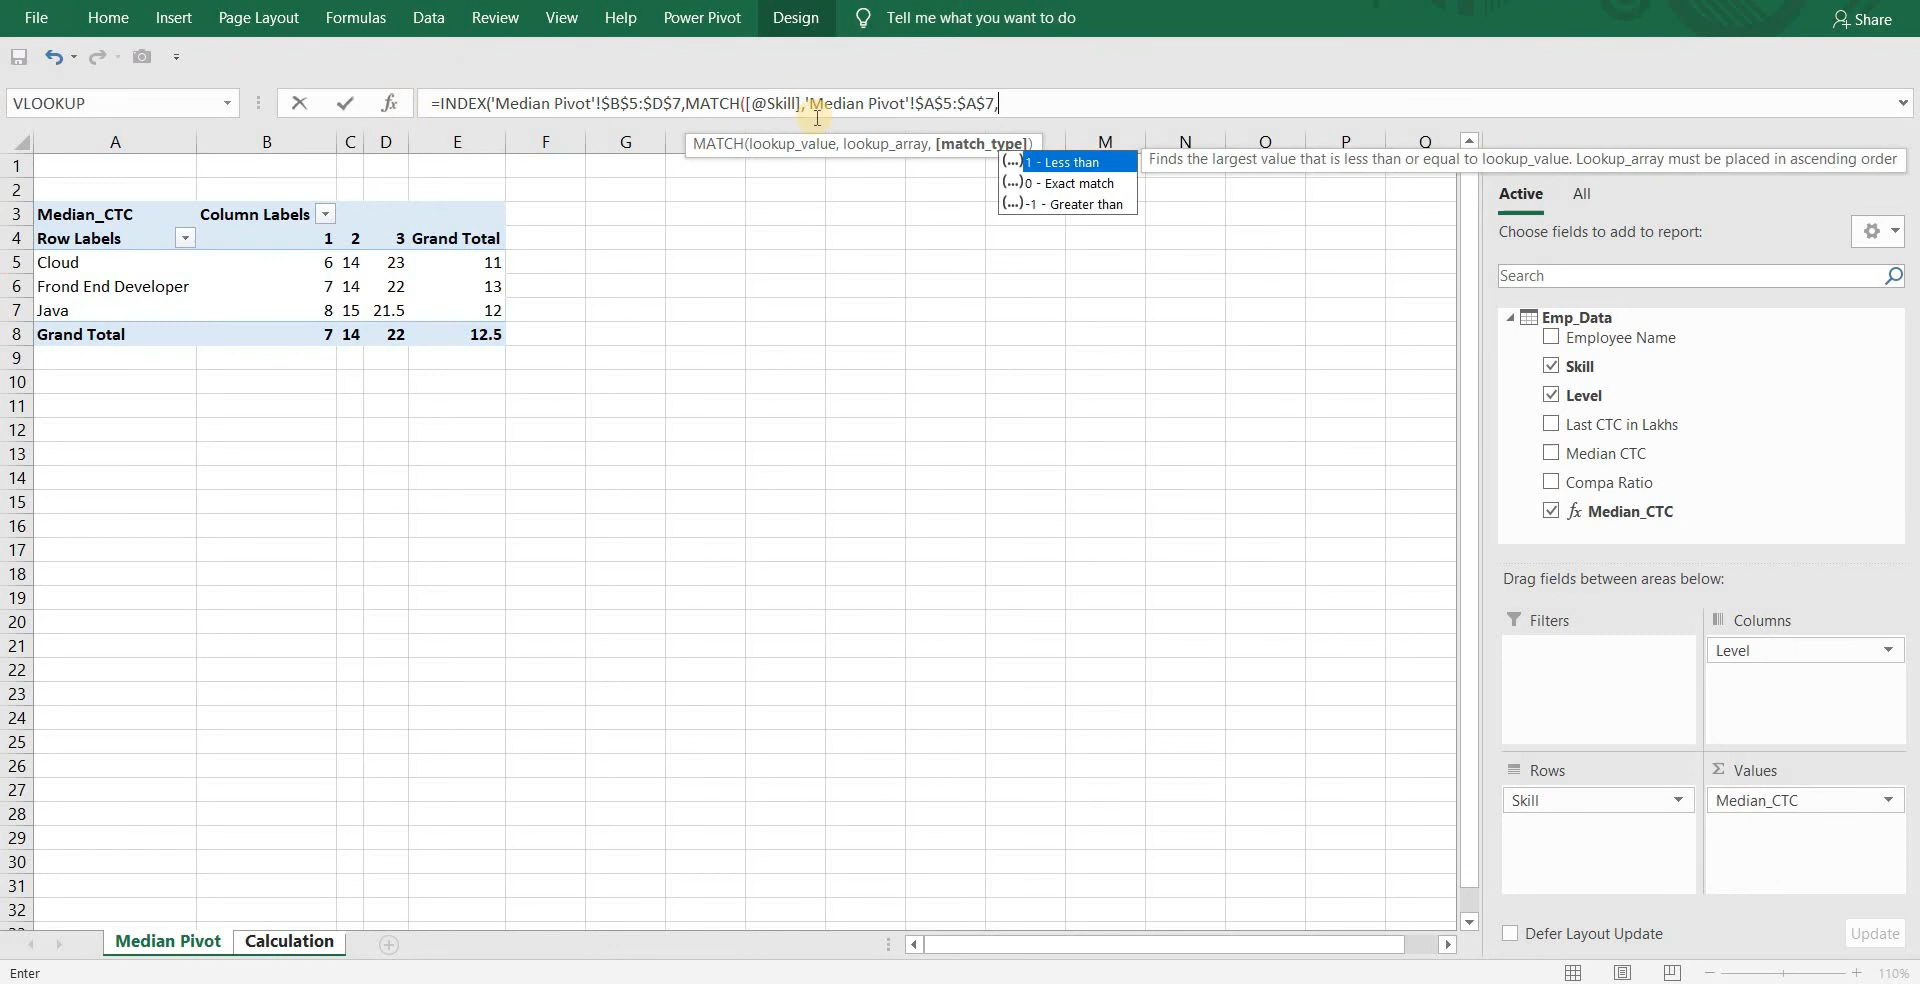 File Home Insert Page Layout Formulas Data Review View Help Power Pivot Design Tell me what you want to do Share
VLOOKUP fx =INDEX('Median Pivot'!$B$5:$D$7,MATCH([@Skill],'Median Pivot'!$A$5:$A$7,
MATCH(lookup_value, lookup_array, [match_type])
A B C D E F G M N O P Q
(...) 1 - Less than Finds the largest value that is less than or equal to lookup_value. Lookup_array must be placed in ascending order
(...) 0 - Exact match
(...) -1 - Greater than
1
2
3 Median_CTC Column Labels
4 Row Labels 1 2 3 Grand Total
5 Cloud 6 14 23 11
6 Frond End Developer 7 14 22 13
7 Java 8 15 21.5 12
8 Grand Total 7 14 22 12.5
9
10
11
12
13
14
15
16
17
18
19
20
21
22
23
24
25
26
27
28
29
30
31
32
Active All
Choose fields to add to report:
Search
Emp_Data
Employee Name
Skill
Level
Last CTC in Lakhs
Median CTC
Compa Ratio
fx Median_CTC
Drag fields between areas below:
Filters Columns
Level
Rows Σ Values
Skill Median_CTC
Defer Layout Update Update
Median Pivot Calculation
Enter 110%